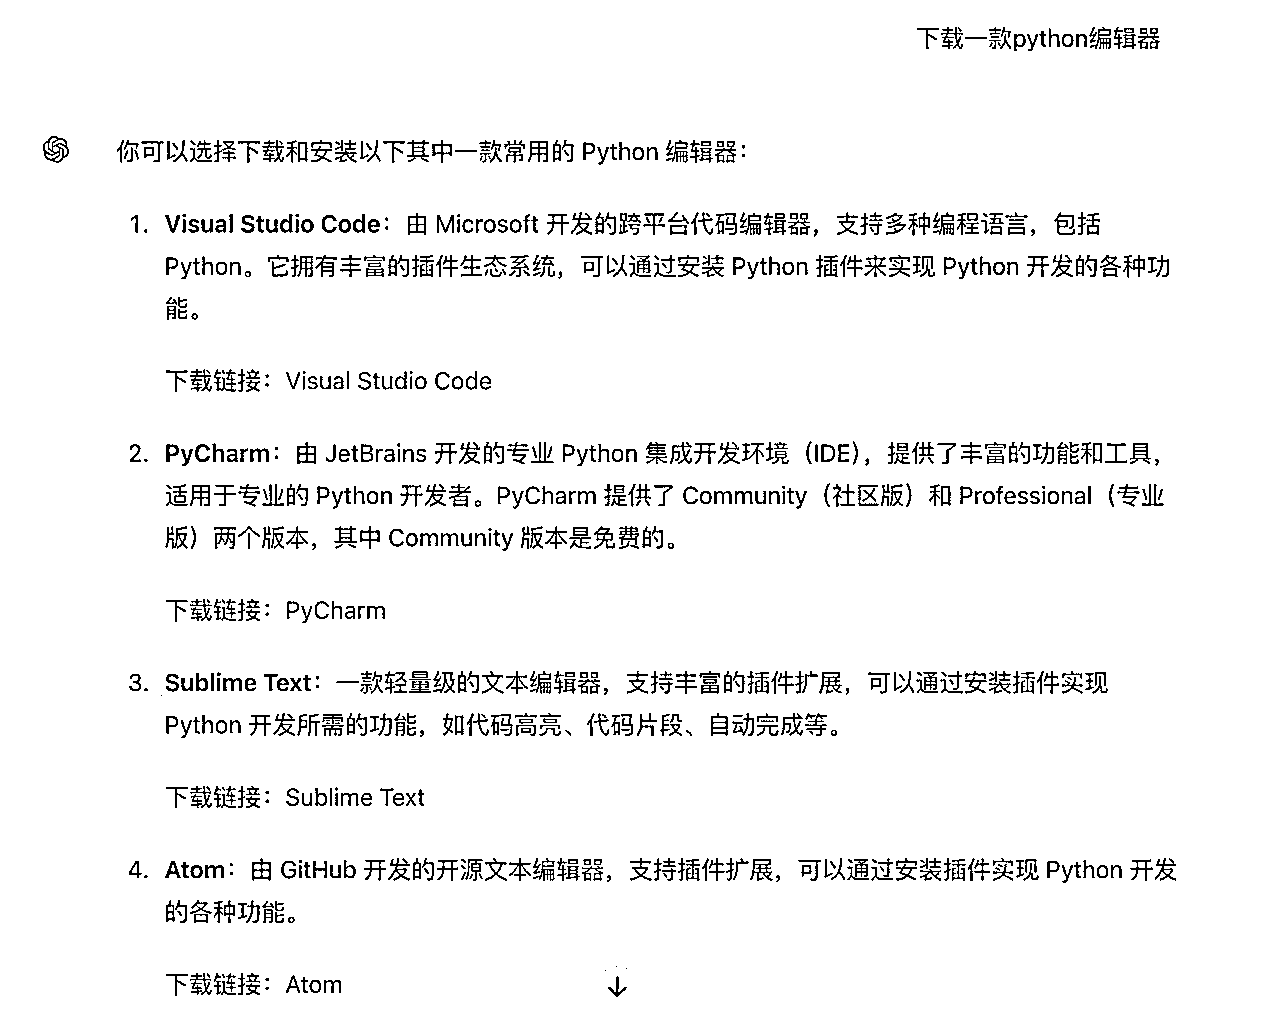 下载一款python编辑器
你可以选择下载和安装以下其中一款常用的 Python 编辑器：
1. Visual Studio Code：由 Microsoft 开发的跨平台代码编辑器，支持多种编程语言，包括
Python。它拥有丰富的插件生态系统，可以通过安装 Python 插件来实现 Python 开发的各种功
能。
下载链接：Visual Studio Code
2. PyCharm：由 JetBrains 开发的专业 Python 集成开发环境（IDE），提供了丰富的功能和工具，
适用于专业的 Python 开发者。PyCharm 提供了 Community（社区版）和 Professional（专业
版）两个版本，其中 Community 版本是免费的。
下载链接：PyCharm
3. Sublime Text：一款轻量级的文本编辑器，支持丰富的插件扩展，可以通过安装插件实现
Python 开发所需的功能，如代码高亮、代码片段、自动完成等。
下载链接：Sublime Text
4. Atom：由 GitHub 开发的开源文本编辑器，支持插件扩展，可以通过安装插件实现 Python 开发
的各种功能。
下载链接：Atom